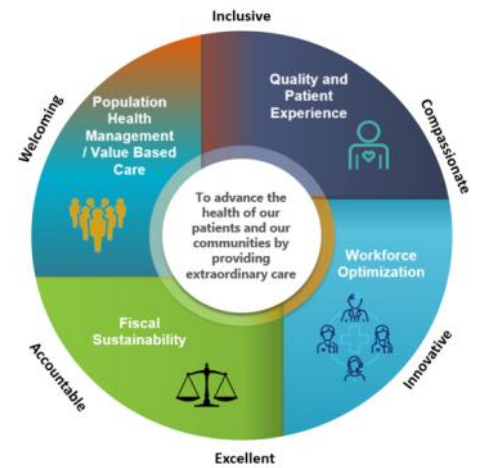 Inclusive
Quality and
Patient
Experience
Compassionate
Population
Health
Management
/ Value Based
Care
Welcoming
To advance the
health of our
patients and our
communities by
providing
extraordinary care
Workforce
Optimization
Innovative
Fiscal
Sustainability
Accountable
Excellent